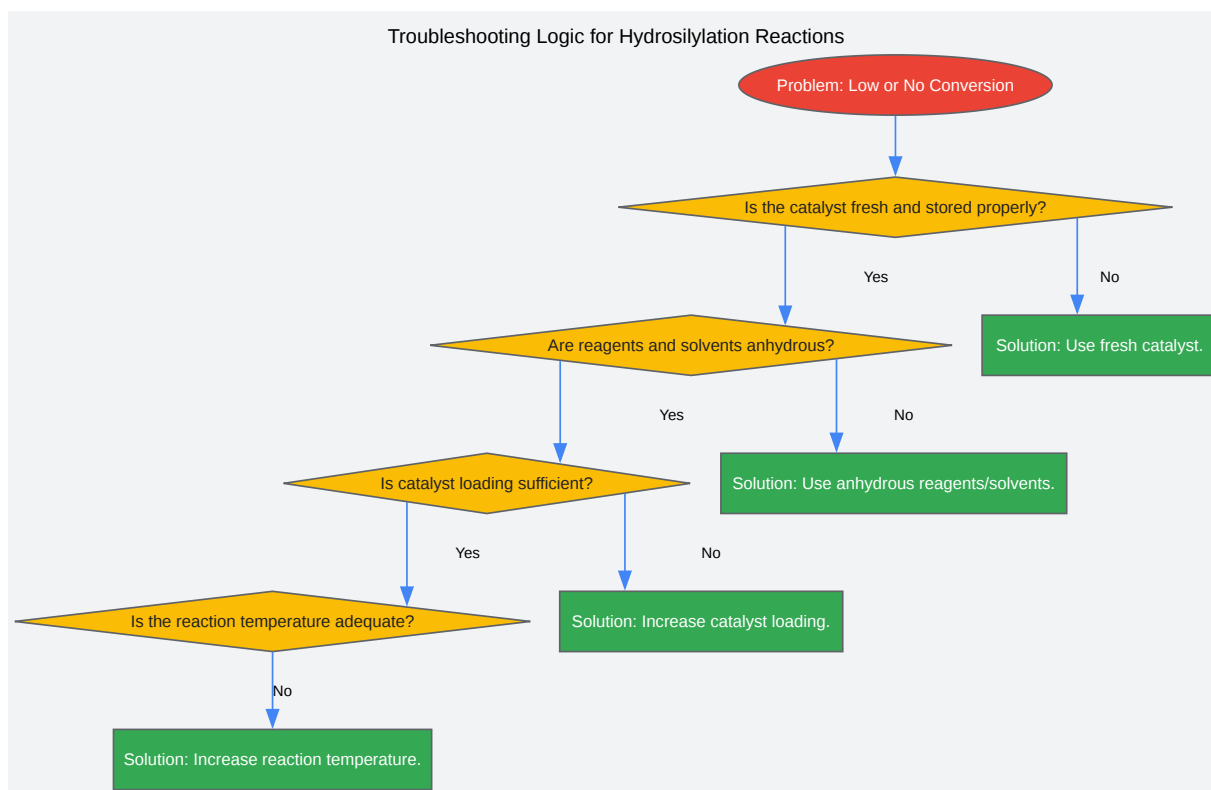 Troubleshooting Logic for Hydrosilylation Reactions
Problem: Low or No Conversion
Is the catalyst fresh and stored properly?
Yes
No
Are reagents and solvents anhydrous?
Solution: Use fresh catalyst.
Yes
No
Is catalyst loading sufficient?
Solution: Use anhydrous reagents/solvents.
Yes
No
Is the reaction temperature adequate?
Solution: Increase catalyst loading.
No
Solution: Increase reaction temperature.